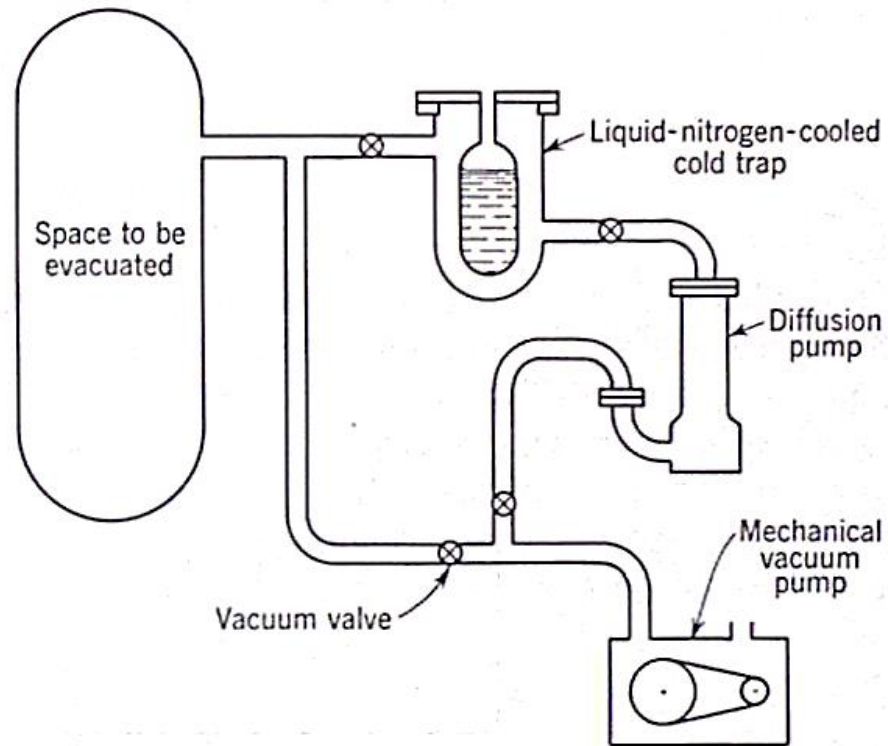 Liquid-nitrogen-cooled
cold trap
Space to be
evacuated
Diffusion
pump
Mechanical
vacuum
pump
Vacuum valve